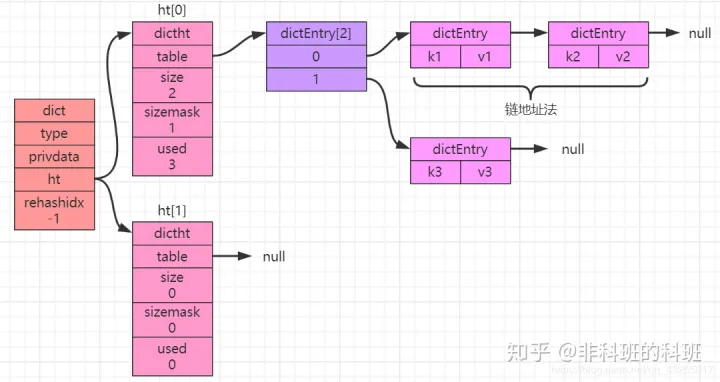 ht[0]
dictht
table
size
2
sizemask
1
used
3
dictEntry[2]
0
1
dictEntry
k1 v1
dictEntry
k2 v2
null
链地址法
dictEntry
k3 v3
null
dict
type
privdata
ht
rehashidx
-1
ht[1]
dictht
table
null
size
0
sizemask
0
used
0
知乎 @非科班的科班